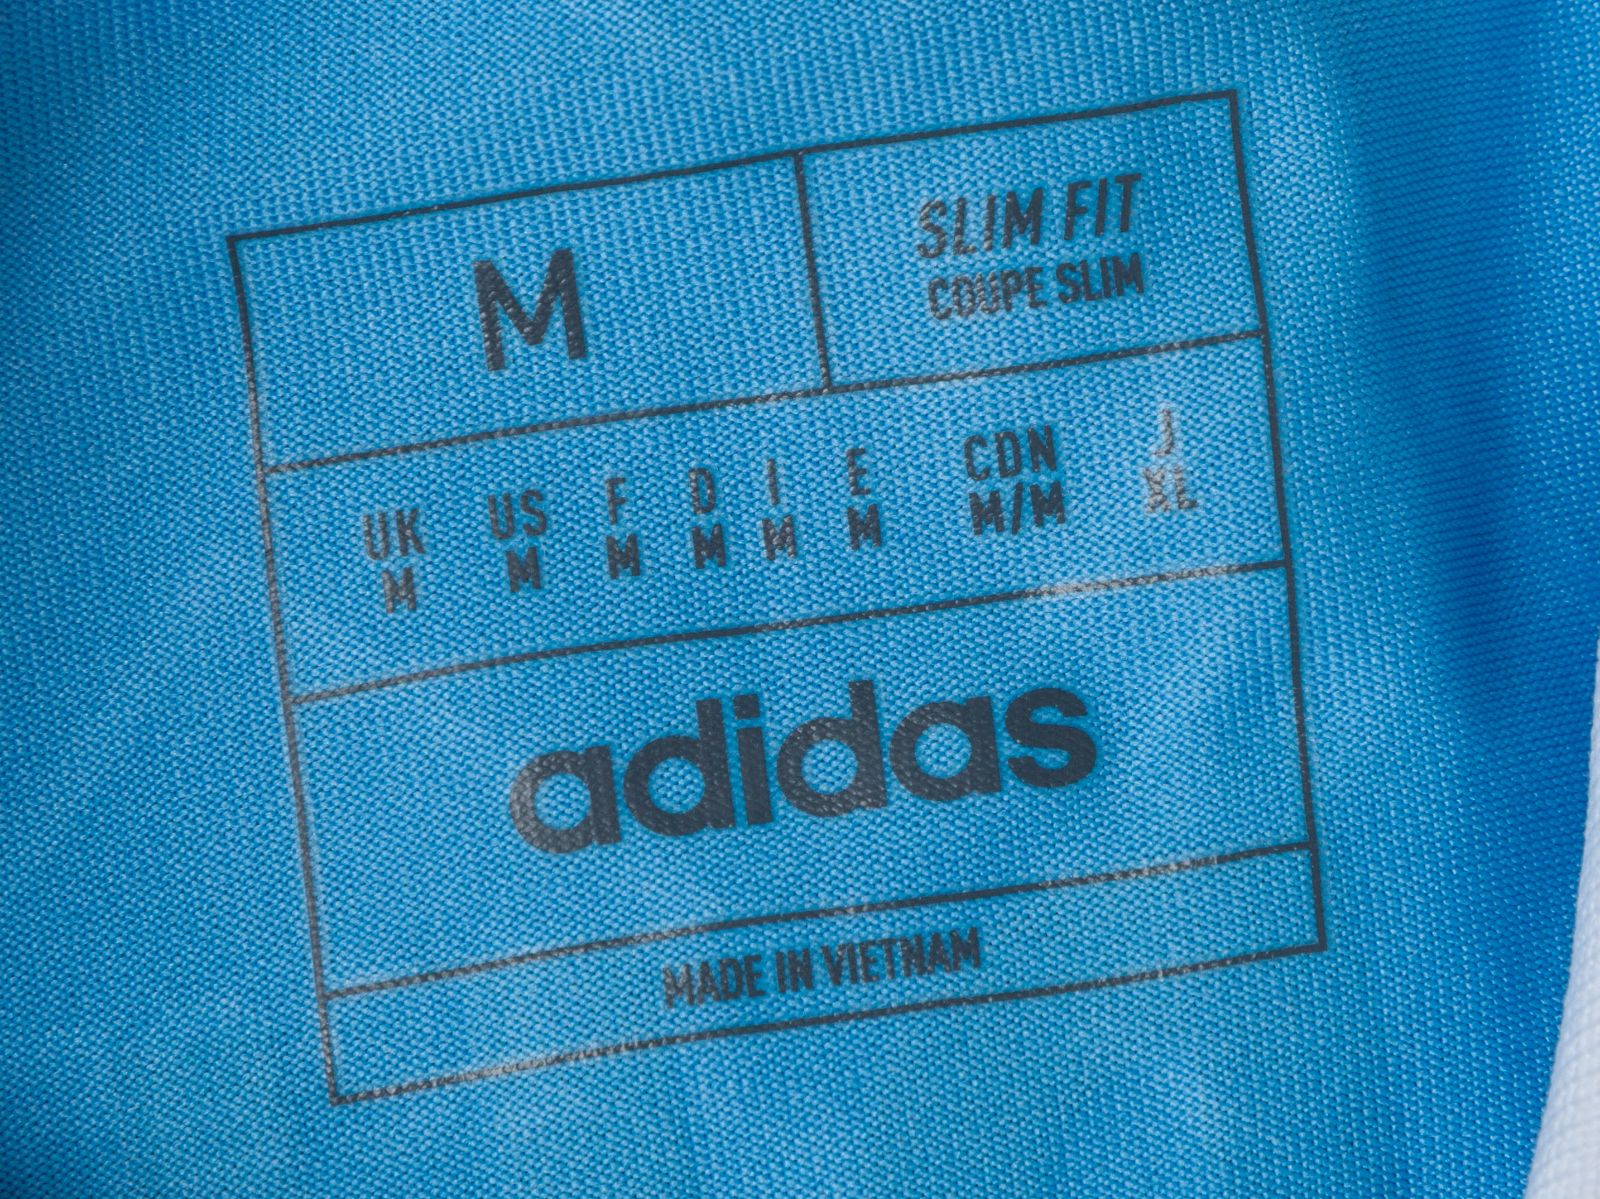 M
SLIM FIT
COUPE SLIM
UK US F D I E CDN J
M M M M M M M/M XL
adidas
MADE IN VIETNAM